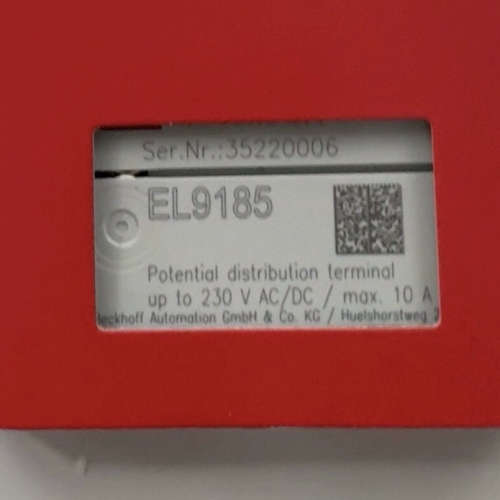 Ser.Nr.:35220006
EL9185
Potential distribution terminal
up to 230 V AC/DC / max. 10 A
eckhoff Automation GmbH & Co. KG / Huelshorstweg 2